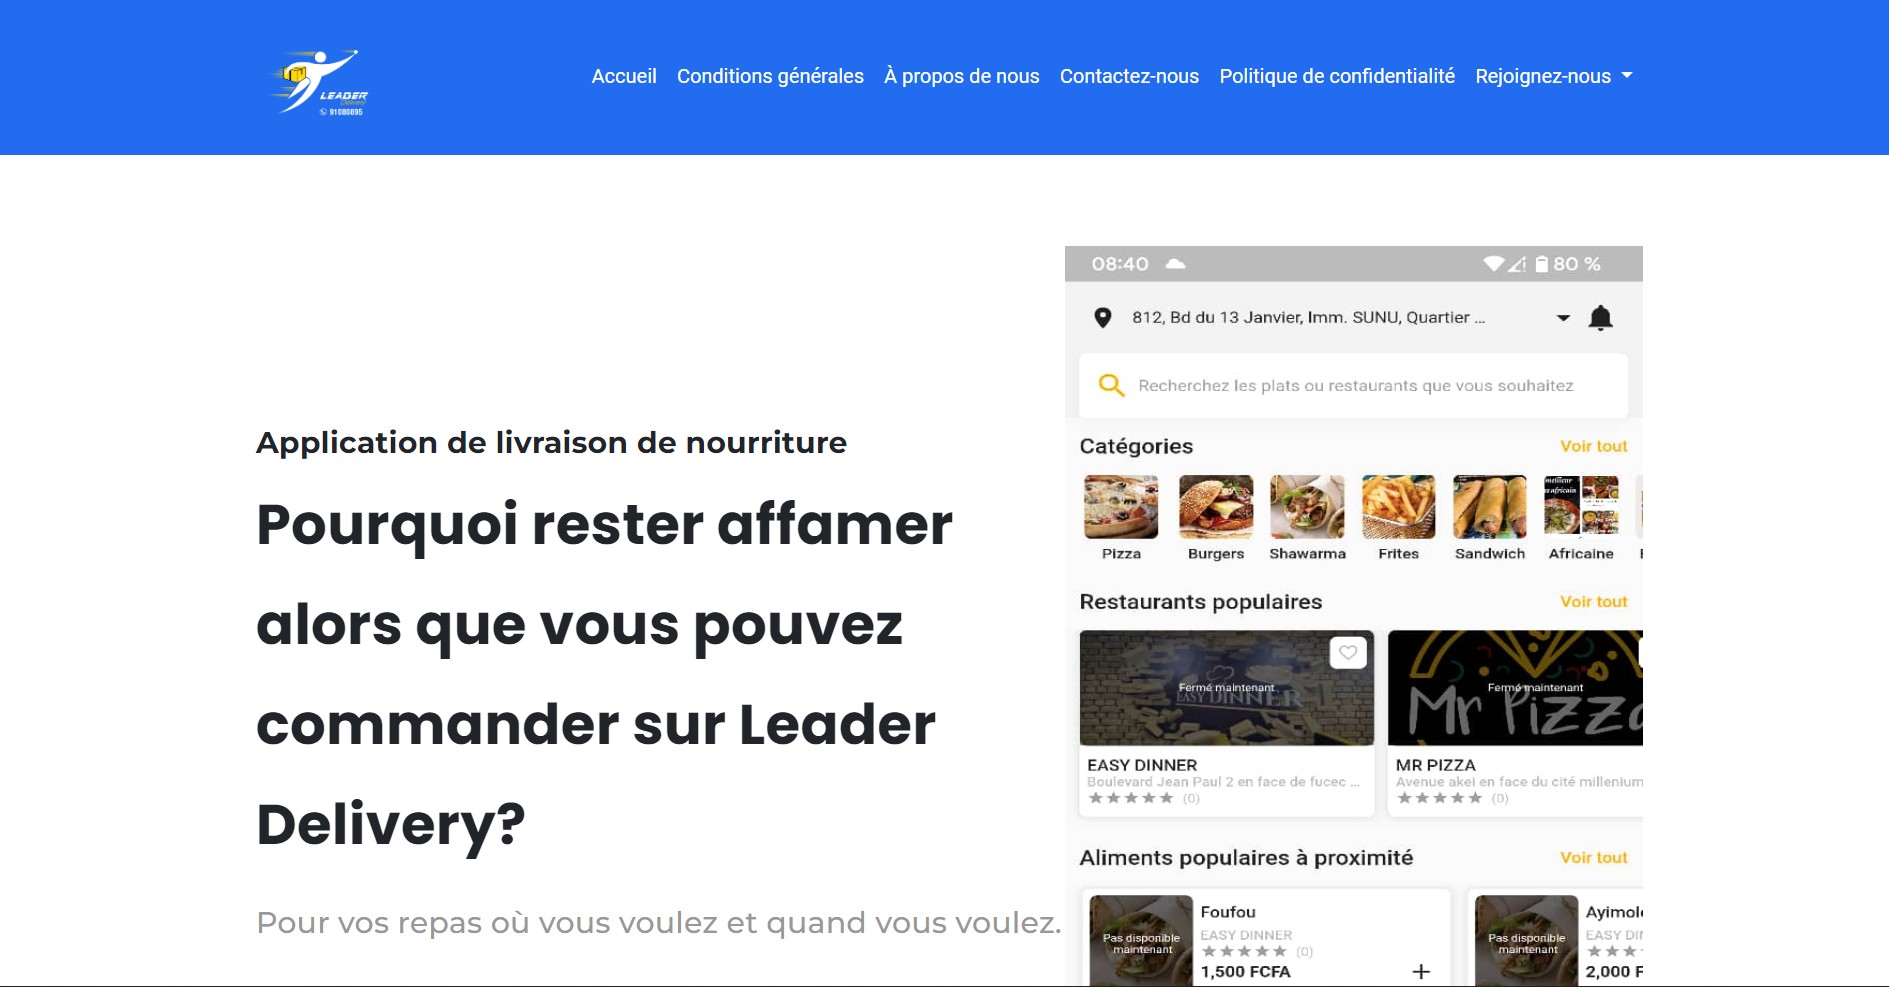 LEADER
Delivery
91080895
Accueil Conditions générales À propos de nous Contactez-nous Politique de confidentialité Rejoignez-nous
Application de livraison de nourriture
Pourquoi rester affamer
alors que vous pouvez
commander sur Leader
Delivery?
Pour vos repas où vous voulez et quand vous voulez.
08:40 80 %
812, Bd du 13 Janvier, Imm. SUNU, Quartier ...
Recherchez les plats ou restaurants que vous souhaitez
Catégories Voir tout
Pizza Burgers Shawarma Frites Sandwich Africaine
Restaurants populaires Voir tout
Fermé maintenant Fermé maintenant
EASY DINNER Mr Pizza
EASY DINNER MR PIZZA
Boulevard Jean Paul 2 en face de fucec ... Avenue akei en face du cité millenium
(0) (0)
Aliments populaires à proximité Voir tout
Foufou Ayimol
EASY DINNER EASY DI
Pas disponible maintenant Pas disponible maintenant
(0)
1,500 FCFA 2,000 F